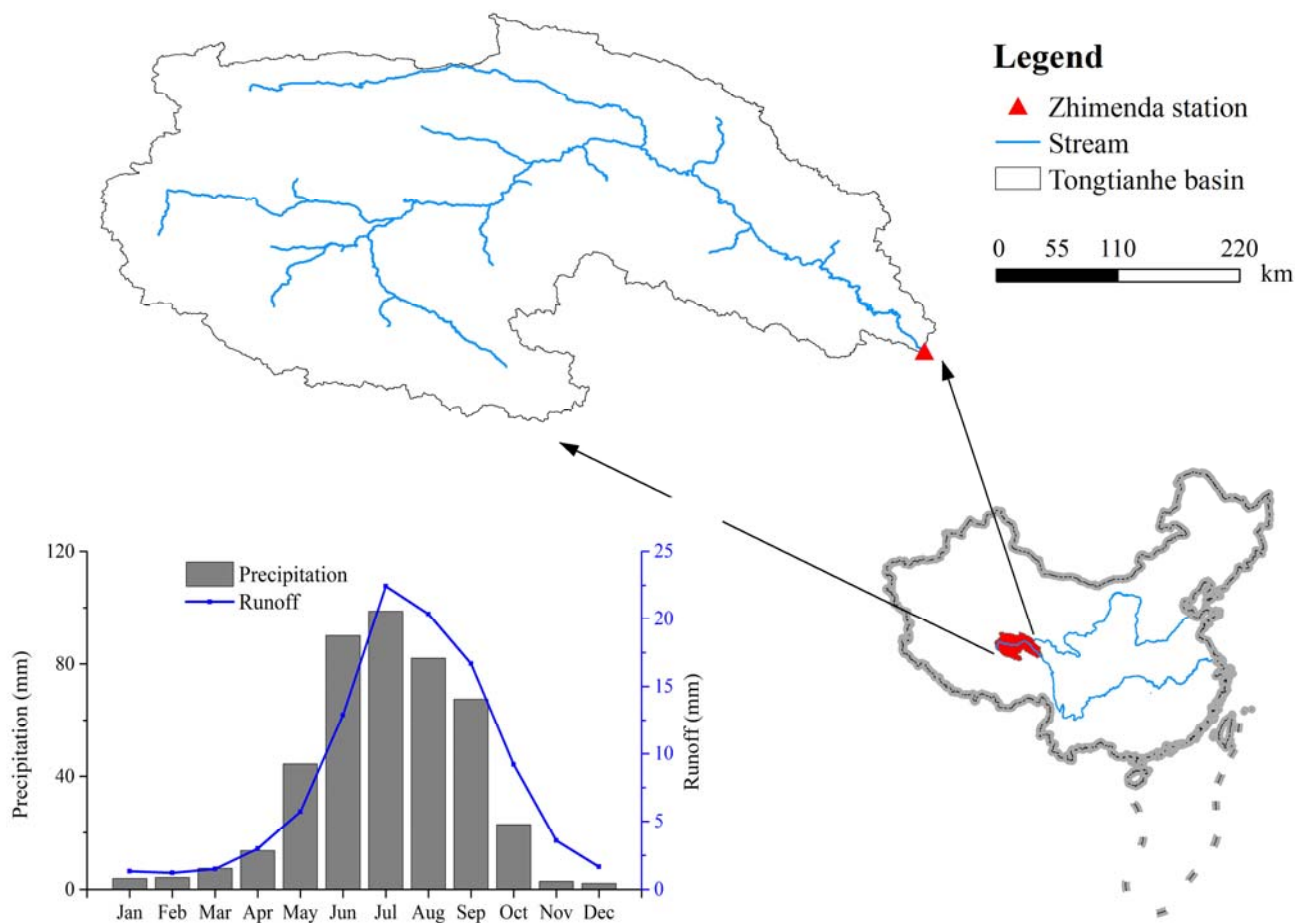 Legend
Zhimenda station
Stream
Tongtianhe basin
0 55 110 220
km
120
80
40
0
Precipitation (mm)
Precipitation
Runoff
25
20
15
10
5
0
Runoff (mm)
Jan Feb Mar Apr May Jun Jul Aug Sep Oct Nov Dec